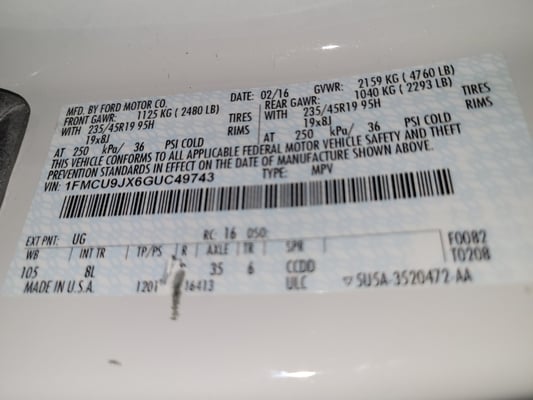 MFD. BY FORD MOTOR CO.
DATE: 02/16
GVWR: 2159 KG ( 4760 LB)
FRONT GAWR: 1125 KG ( 2480 LB)
REAR GAWR: 1040 KG ( 2293 LB)
WITH 235/45R19 95H TIRES
WITH 235/45R19 95H TIRES
19x8J RIMS
19x8J RIMS
AT 250 kPa/ 36 PSI COLD
AT 250 kPa/ 36 PSI COLD
THIS VEHICLE CONFORMS TO ALL APPLICABLE FEDERAL MOTOR VEHICLE SAFETY AND THEFT
PREVENTION STANDARDS IN EFFECT ON THE DATE OF MANUFACTURE SHOWN ABOVE.
VIN: 1FMCU9JX6GUC49743
TYPE: MPV
EXT PNT: UG RC: 16 DSO: F0082
WB INT TR TP/PS R AXLE TR SPR T0208
105 8L 35 6 CCDD
MADE IN U.S.A. 1201 16413 ULC 5U5A-3520472-AA